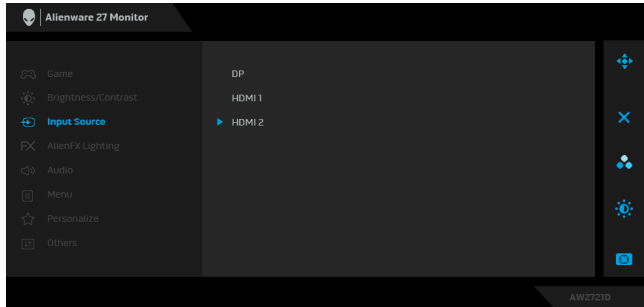 Alienware 27 Monitor
Game
Brightness/Contrast
Input Source
AlienFX Lighting
Audio
Menu
Personalize
Others
DP
HDMI 1
HDMI 2
AW2721D